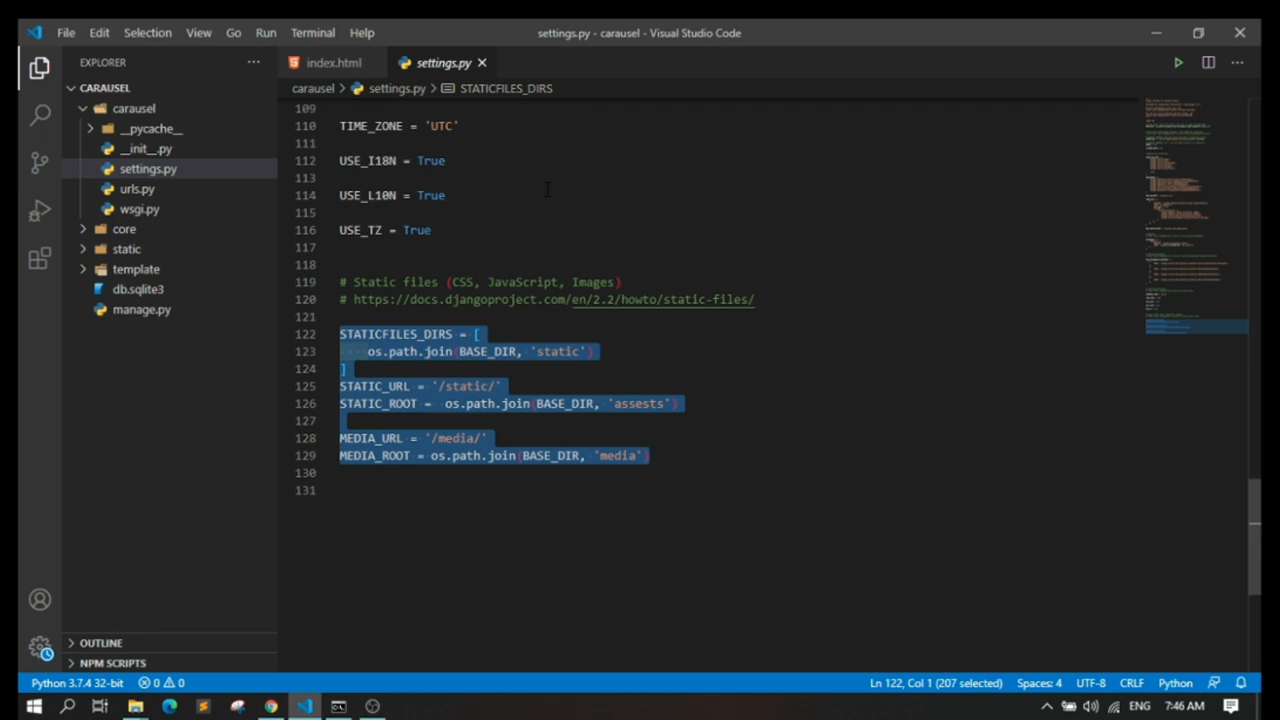 File Edit Selection View Go Run Terminal Help
settings.py - carausel - Visual Studio Code
EXPLORER
index.html
settings.py
CARAUSEL
carausel > settings.py > STATICFILES_DIRS
carausel
__pycache__
__init__.py
settings.py
urls.py
wsgi.py
core
static
template
db.sqlite3
manage.py
109
110 TIME_ZONE = 'UTC'
111
112 USE_I18N = True
113
114 USE_L10N = True
115
116 USE_TZ = True
117
118
119 # Static files (CSS, JavaScript, Images)
120 # https://docs.djangoproject.com/en/2.2/howto/static-files/
121
122 STATICFILES_DIRS = [
123 os.path.join(BASE_DIR, 'static')
124 ]
125 STATIC_URL = '/static/'
126 STATIC_ROOT = os.path.join(BASE_DIR, 'assests')
127
128 MEDIA_URL = '/media/'
129 MEDIA_ROOT = os.path.join(BASE_DIR, 'media')
130
131
OUTLINE
NPM SCRIPTS
Python 3.7.4 32-bit 0 0
Ln 122, Col 1 (207 selected) Spaces: 4 UTF-8 CRLF Python
ENG 7:46 AM